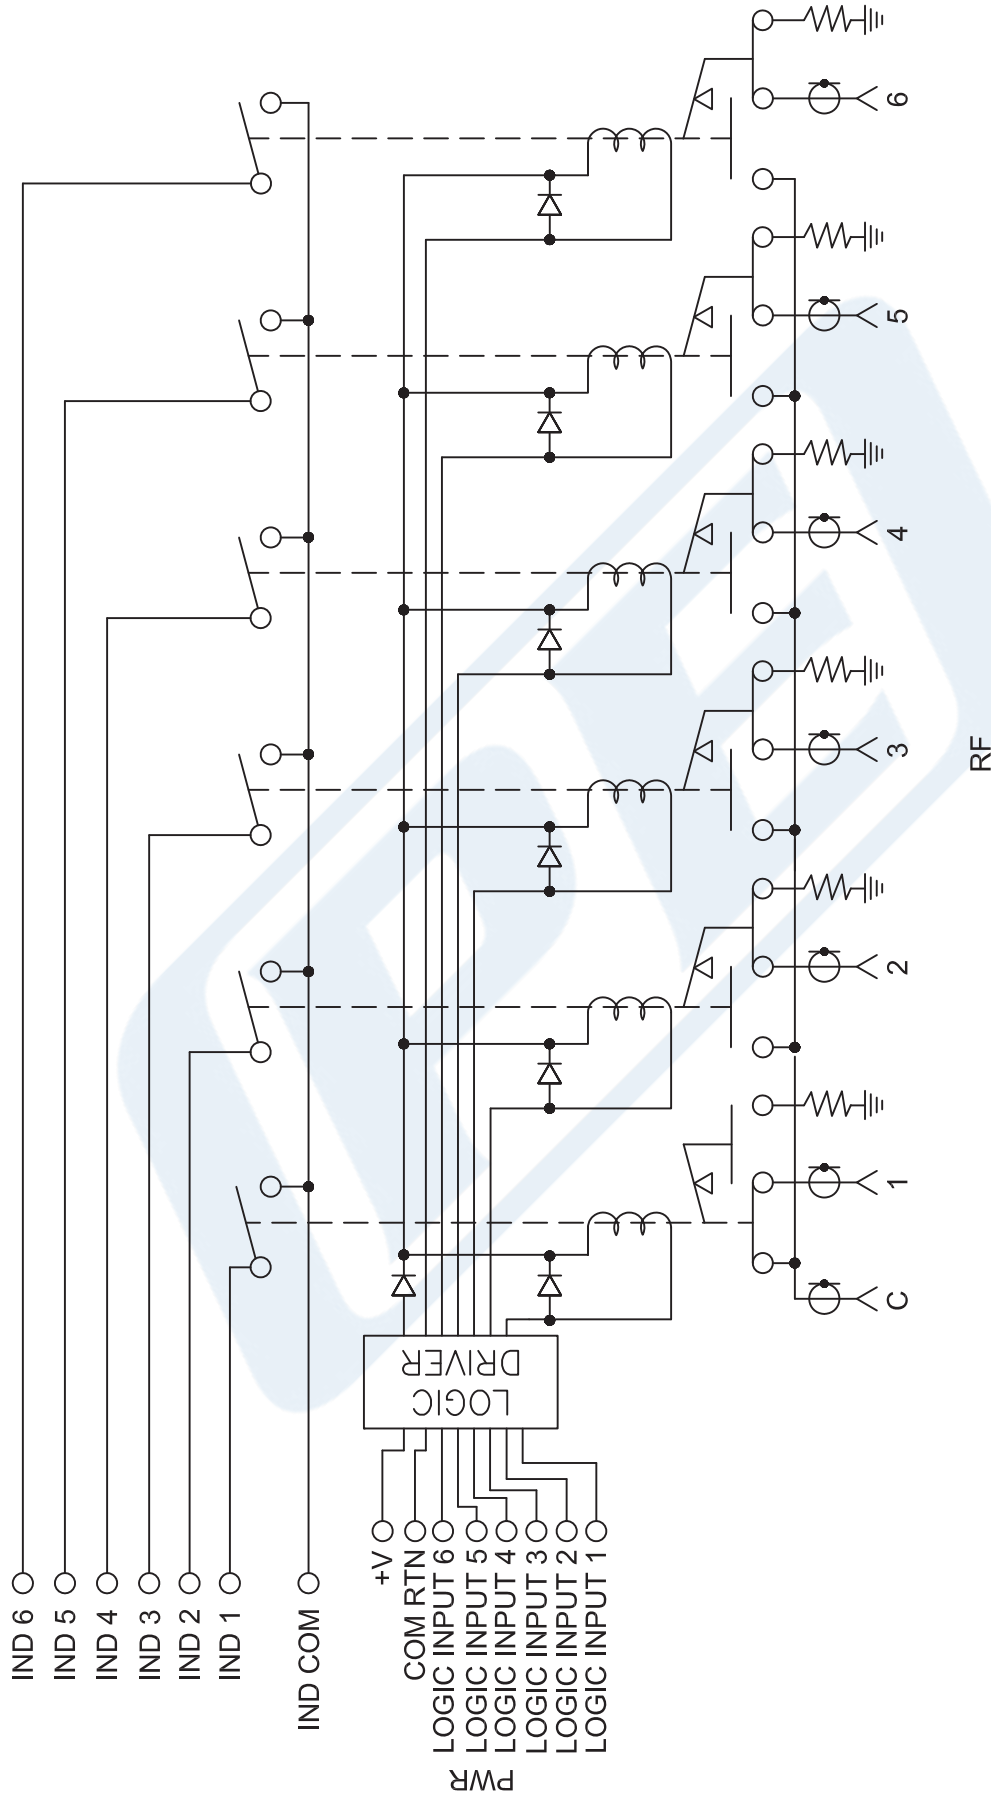 IND 6
IND 5
IND 4
IND 3
IND 2
IND 1
IND COM
+V
COM RTN
LOGIC INPUT 6
LOGIC INPUT 5
LOGIC INPUT 4
LOGIC INPUT 3
LOGIC INPUT 2
LOGIC INPUT 1
PWR
LOGIC
DRIVER
C
1
2
3
4
5
6
RF
PE